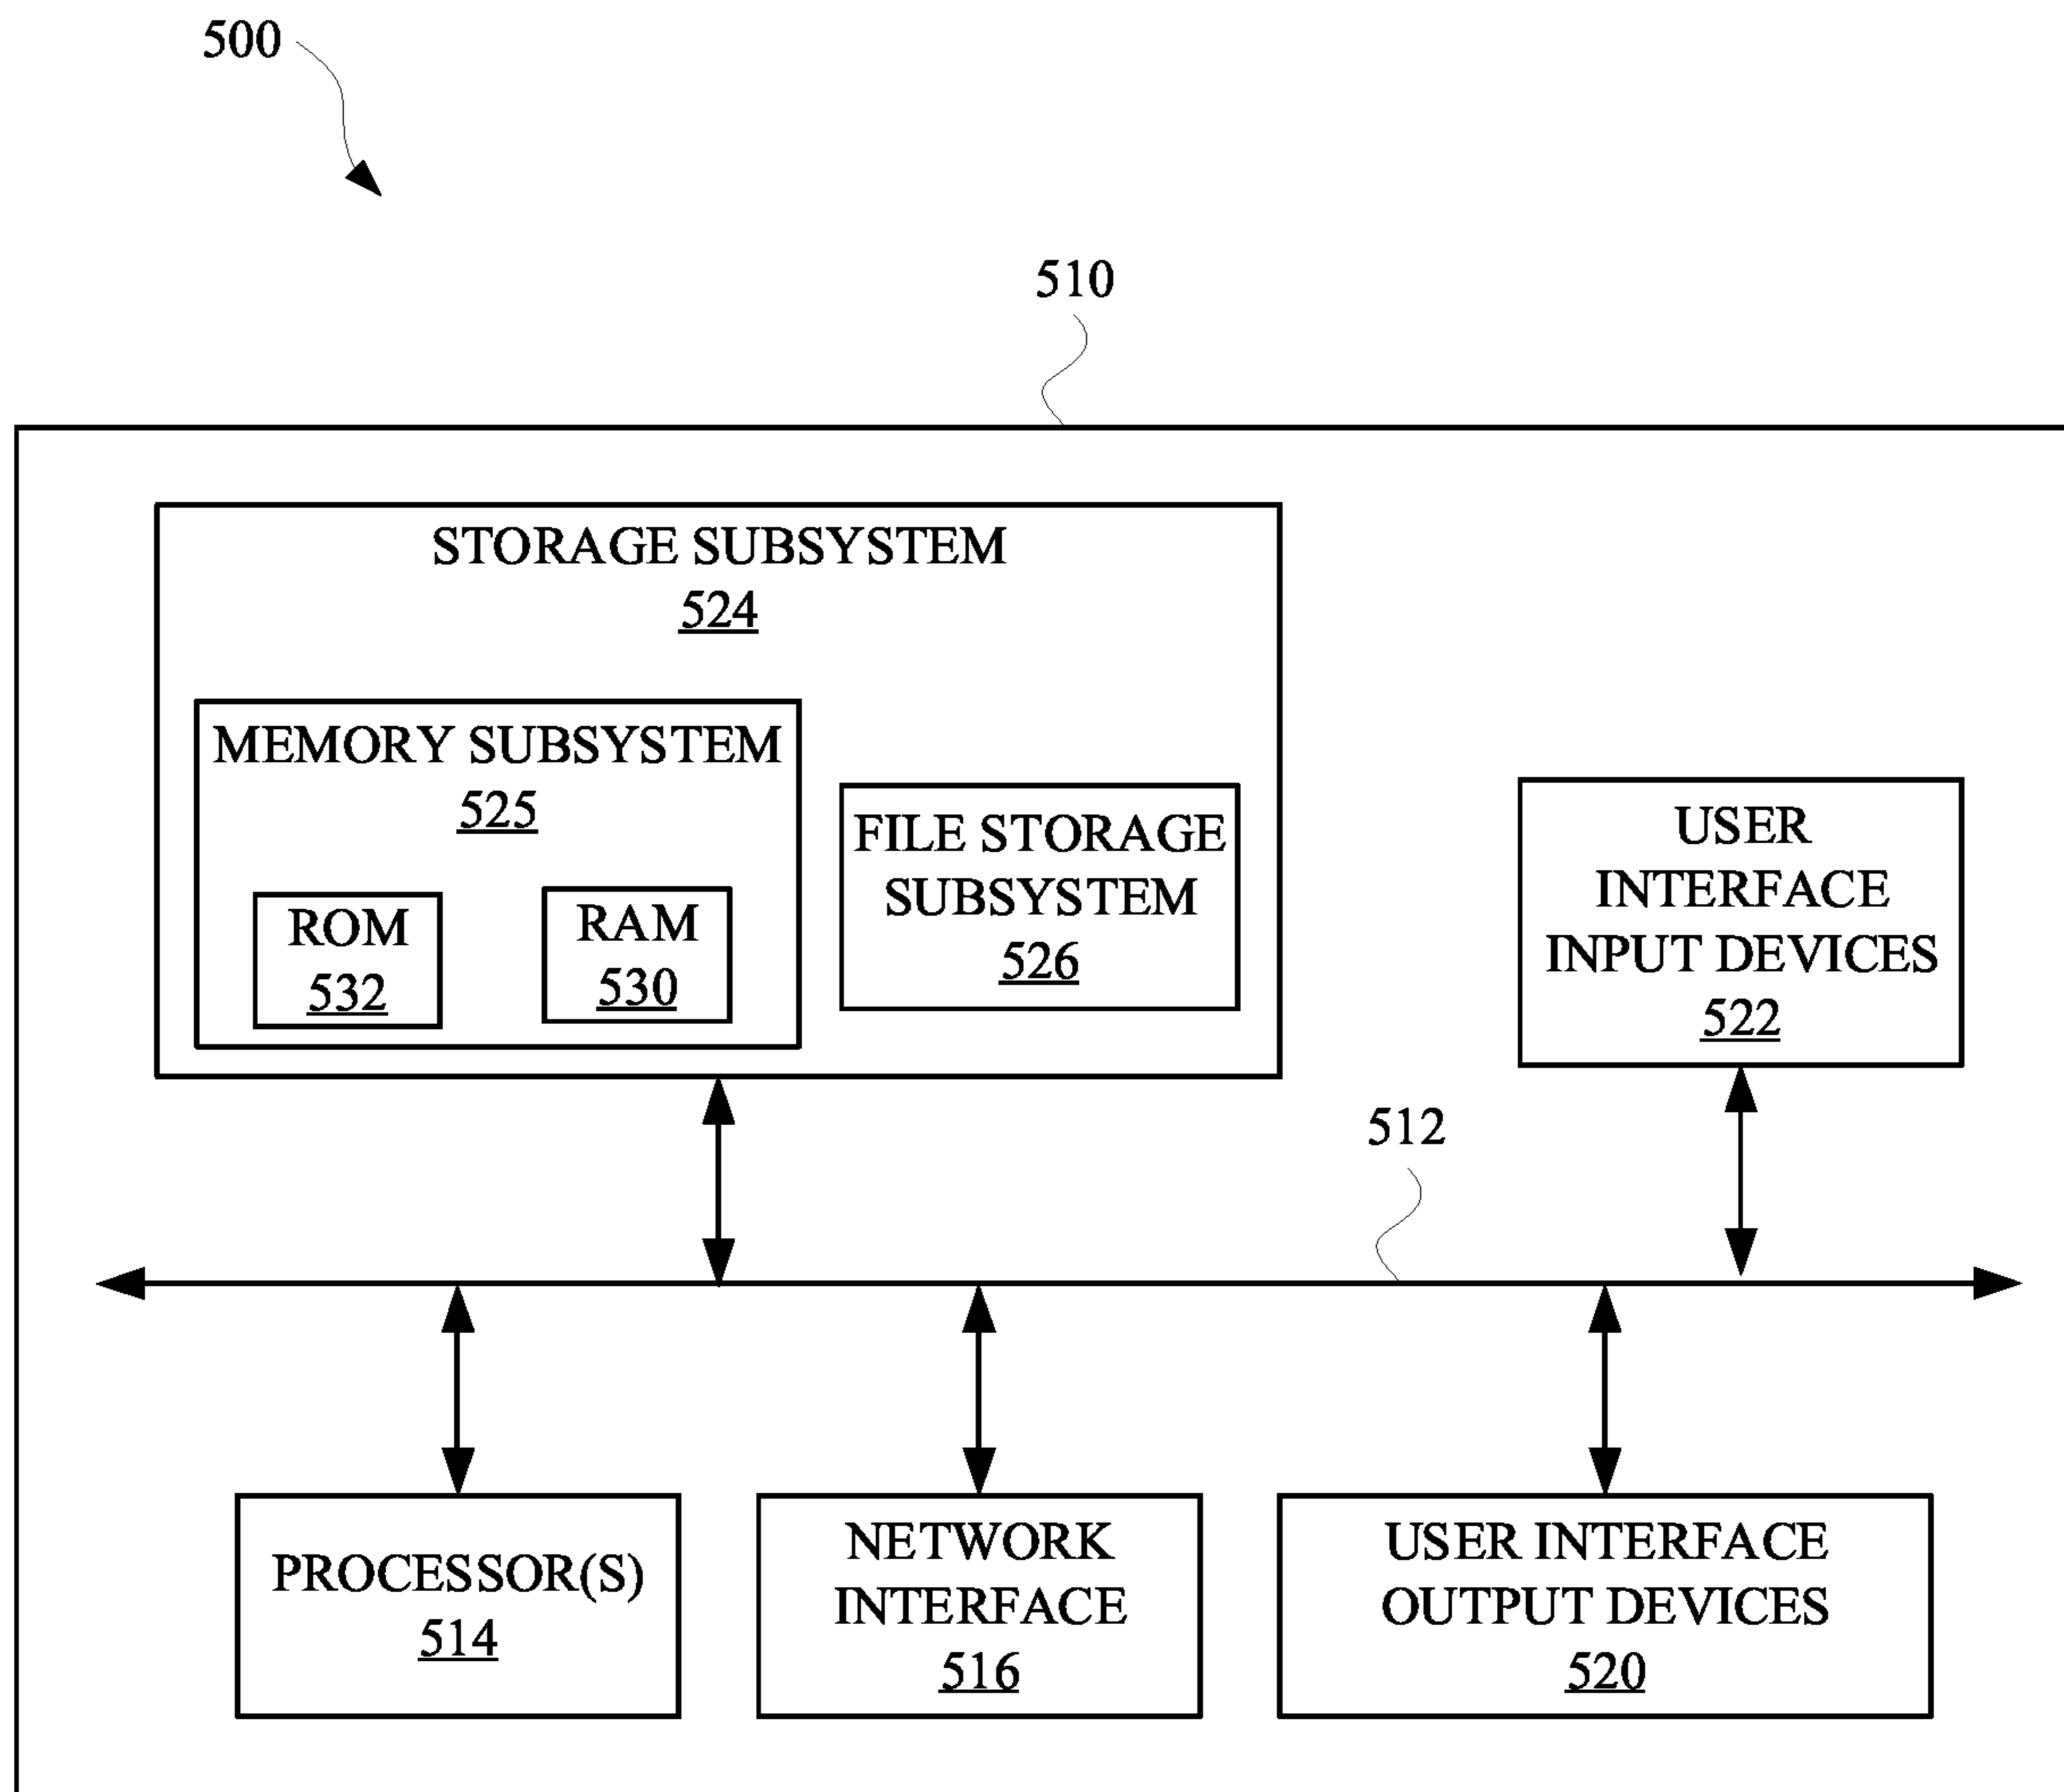 500
510
STORAGE SUBSYSTEM
524
MEMORY SUBSYSTEM
525
ROM
532
RAM
530
FILE STORAGE
SUBSYSTEM
526
USER
INTERFACE
INPUT DEVICES
522
512
PROCESSOR(S)
514
NETWORK
INTERFACE
516
USER INTERFACE
OUTPUT DEVICES
520